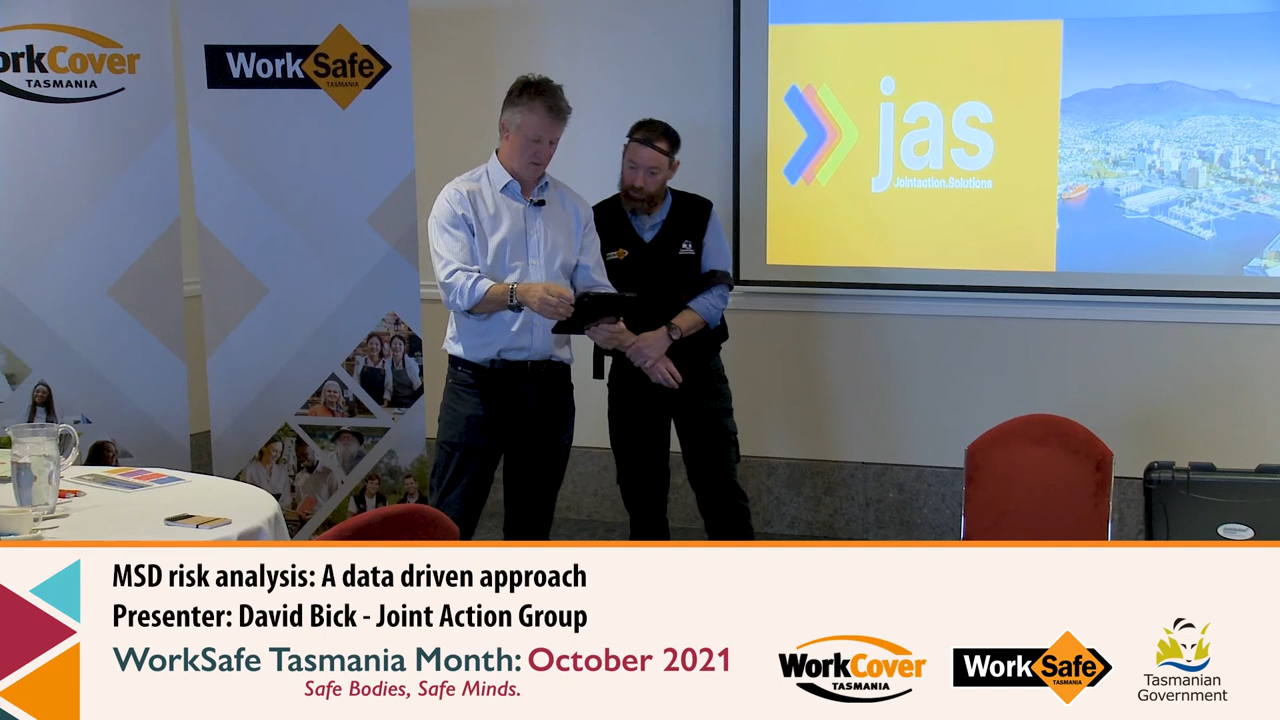 orkCover
TASMANIA
WorkSafe
TASMANIA
jas
Jointaction.Solutions
MSD risk analysis: A data driven approach
Presenter: David Bick - Joint Action Group
WorkSafe Tasmania Month: October 2021
Safe Bodies, Safe Minds.
WorkCover
TASMANIA
WorkSafe
TASMANIA
Tasmanian
Government